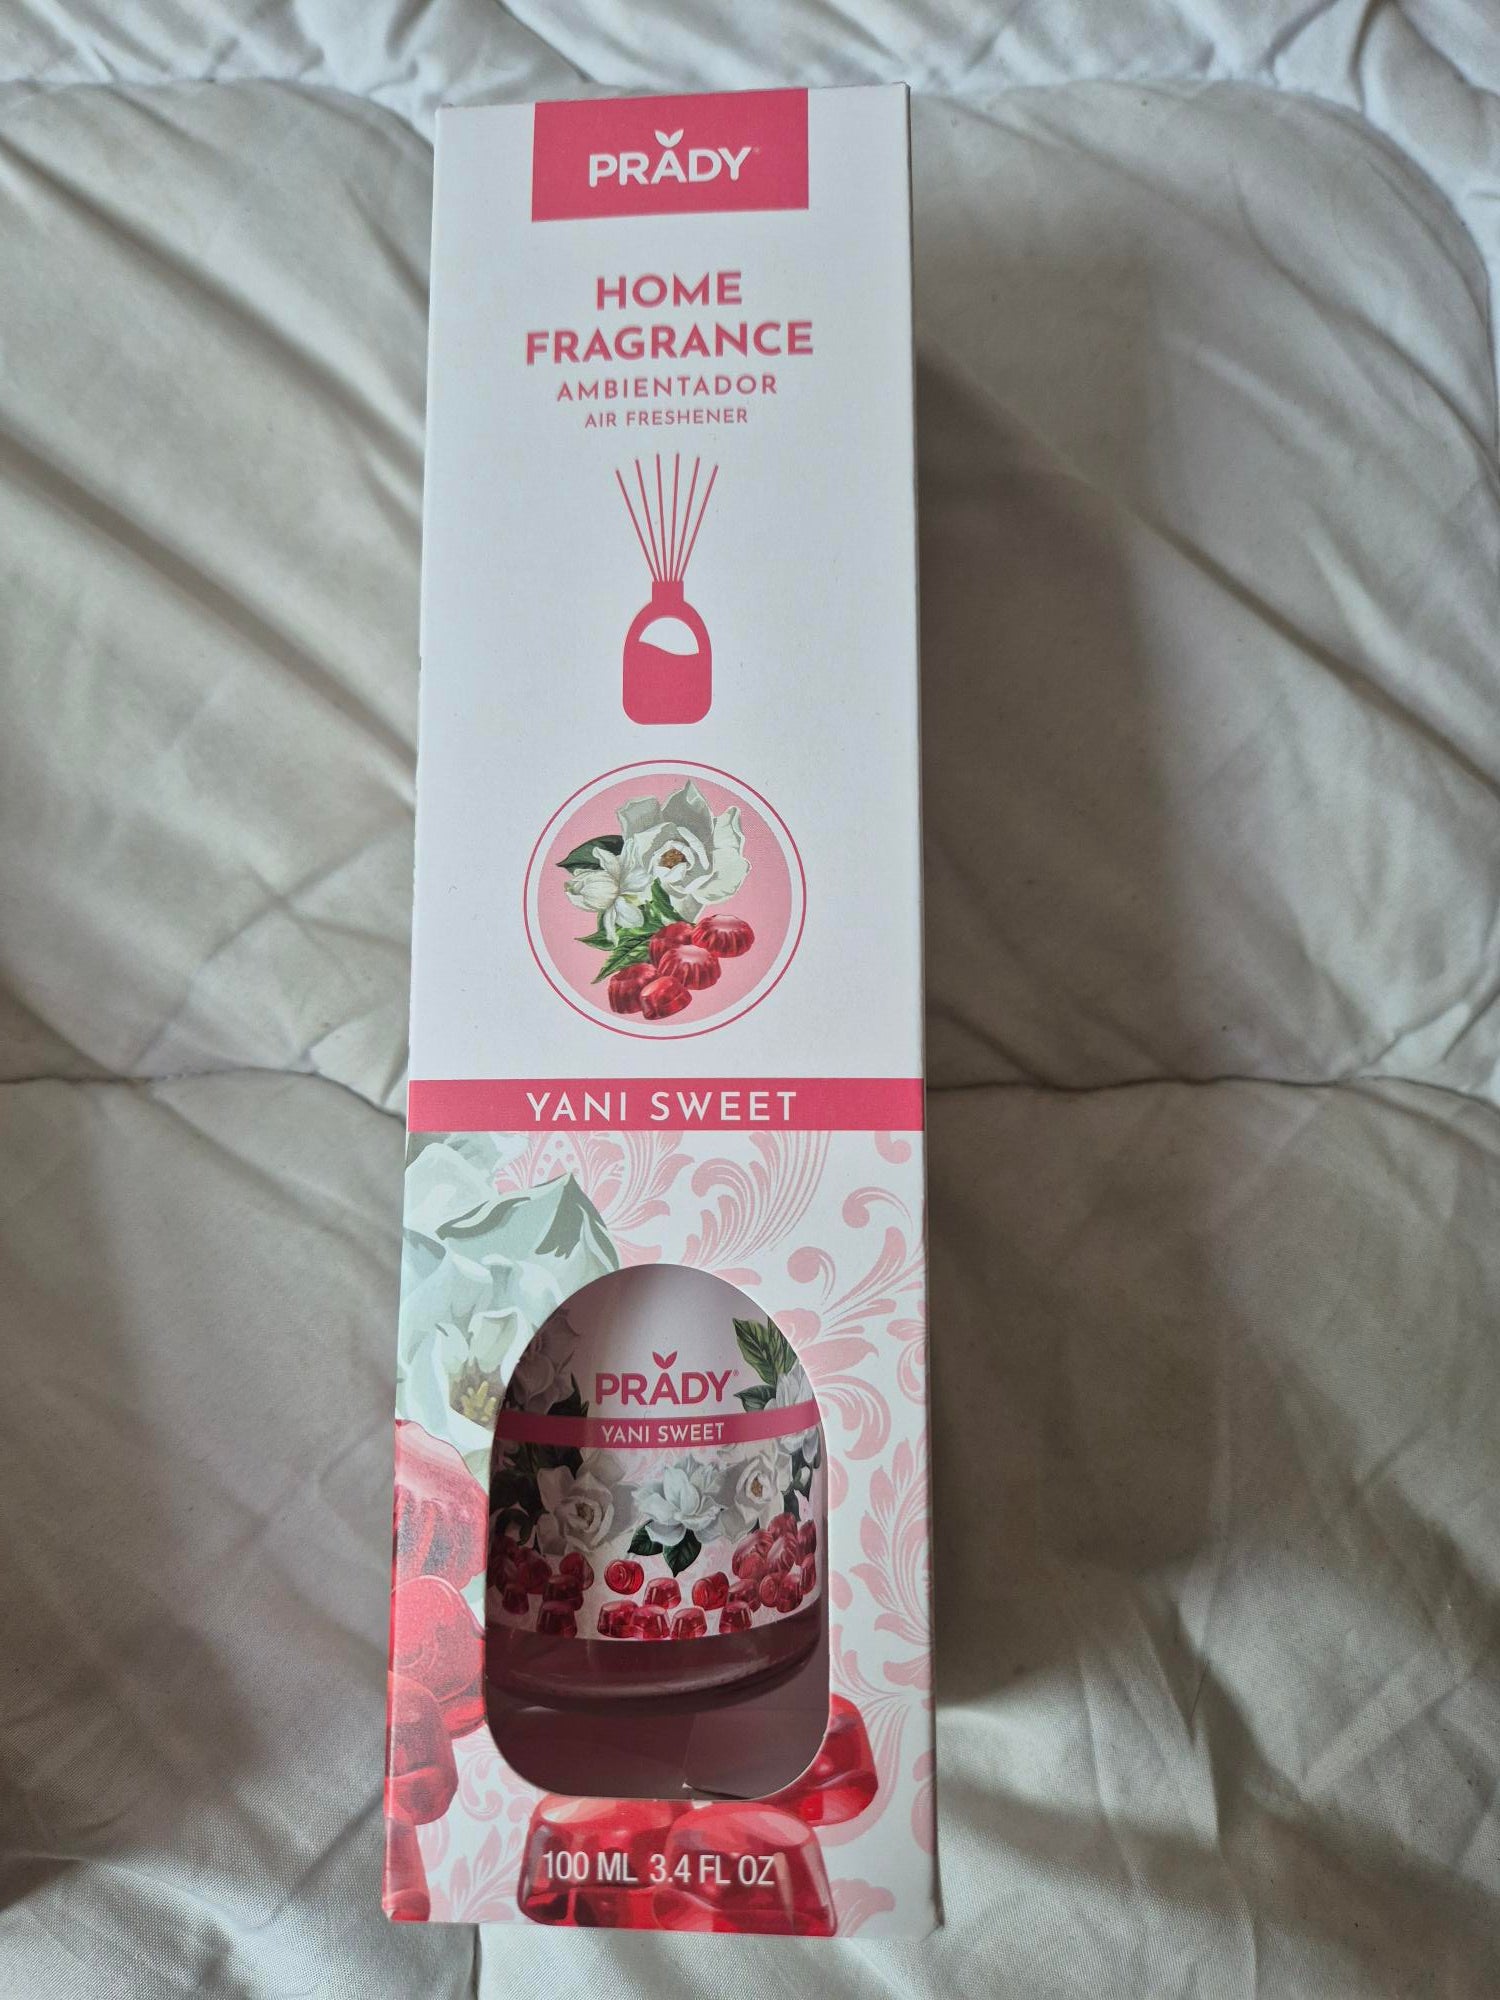 PRADY
HOME
FRAGRANCE
AMBIENTADOR
AIR FRESHENER
YANI SWEET
PRADY
YANI SWEET
100 ML 3.4 FL OZ